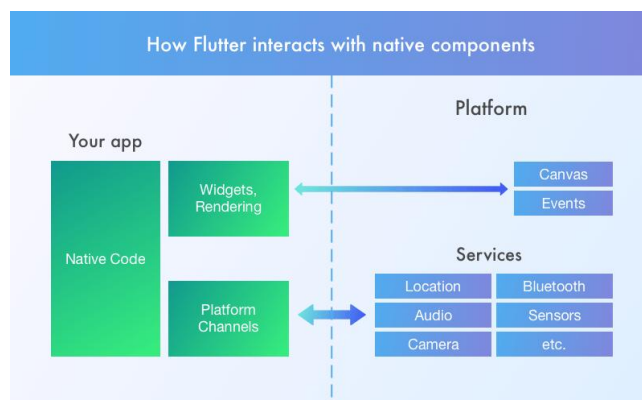 How Flutter interacts with native components
Your app
Native Code
Widgets,
Rendering
Platform
Channels
Platform
Canvas
Events
Services
Location
Bluetooth
Audio
Sensors
Camera
etc.